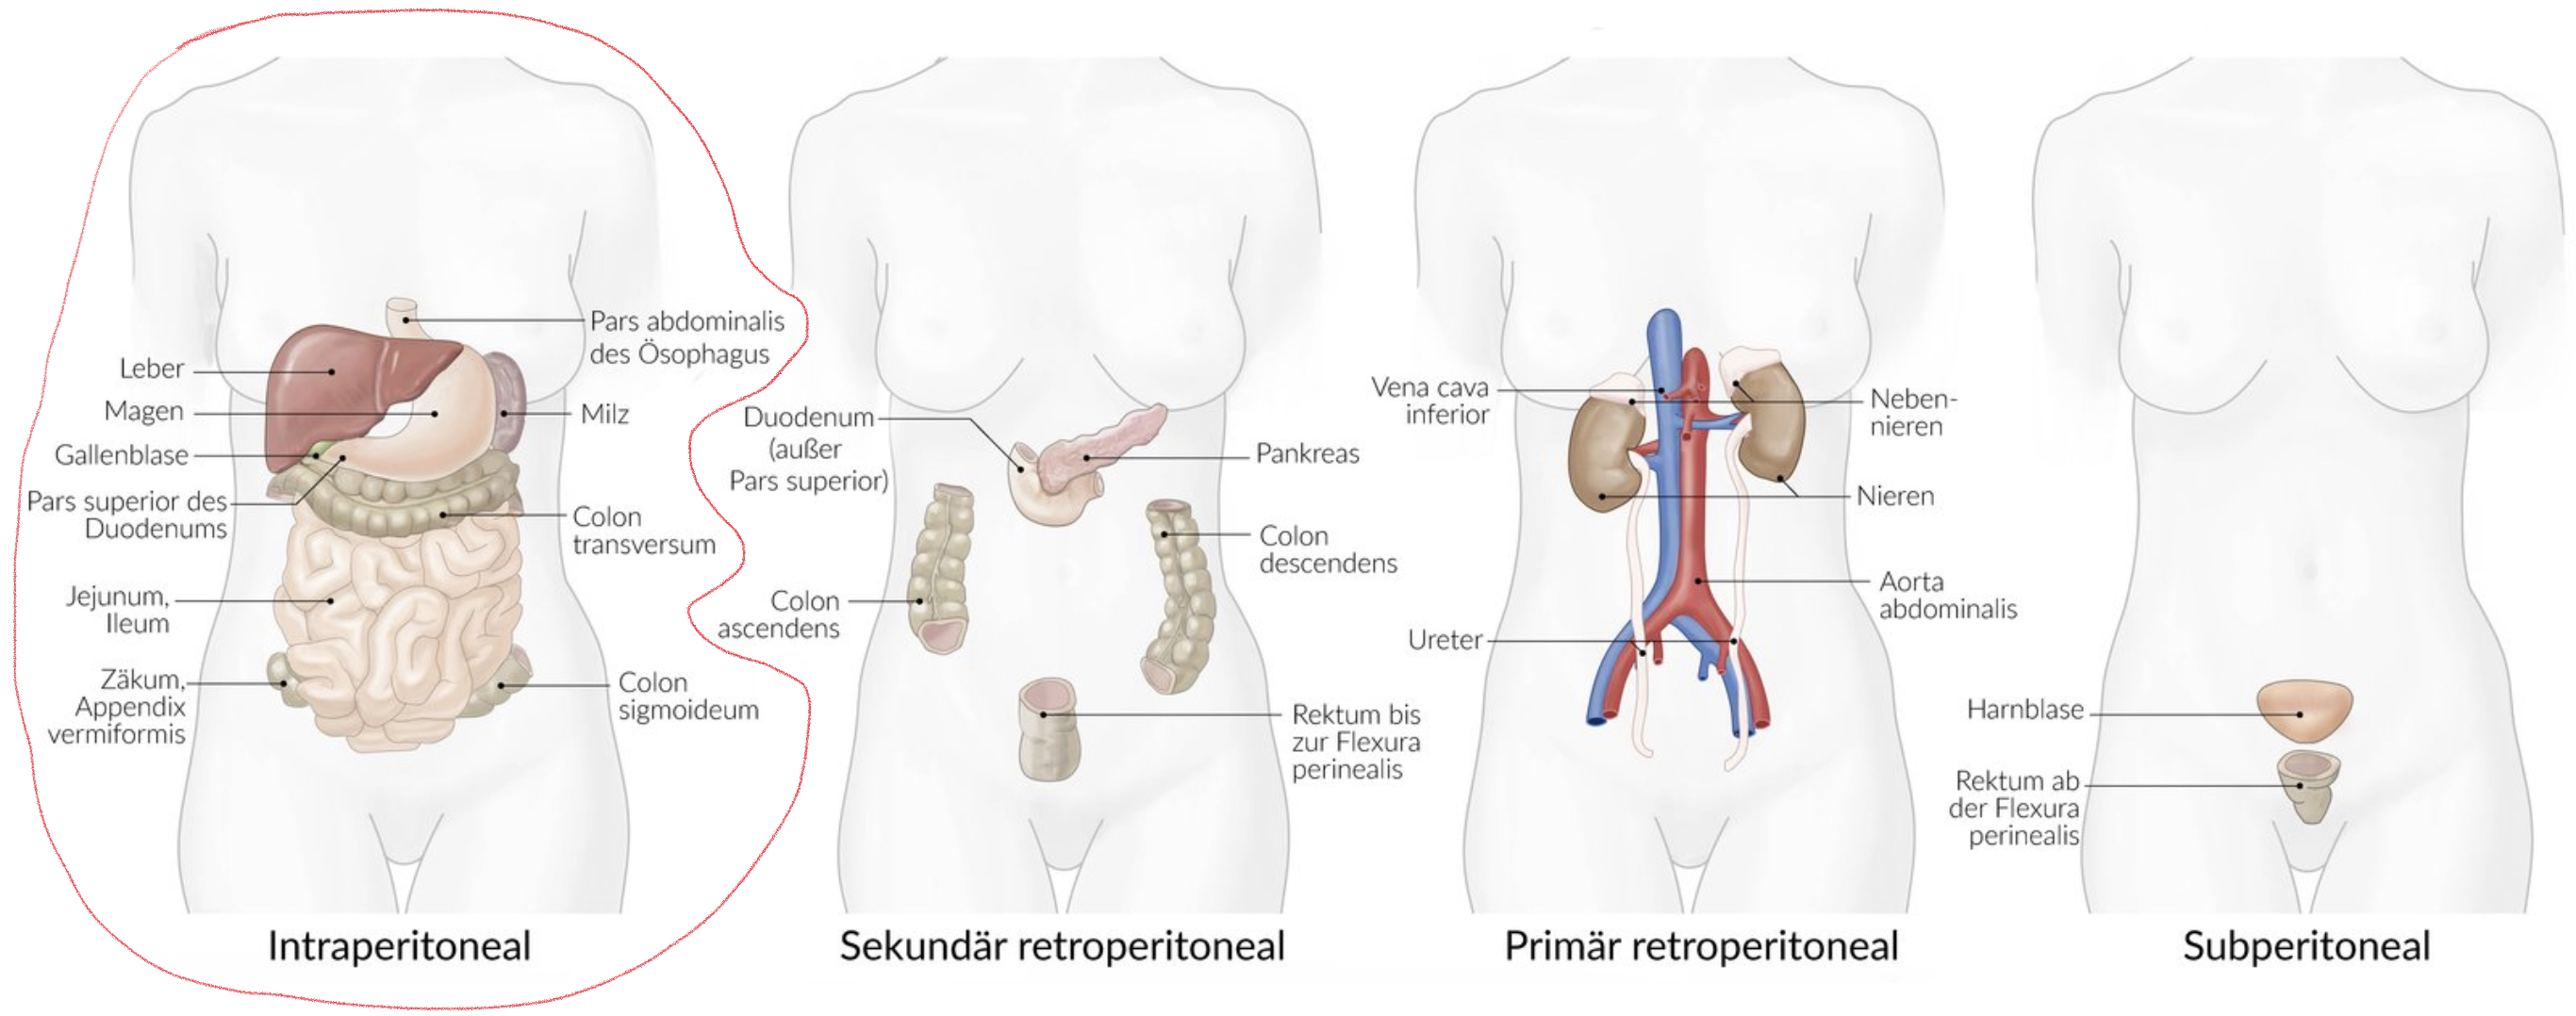 Pars abdominalis
des Ösophagus
Leber
Magen
Milz
Gallenblase
Pars superior des
Duodenums
Colon
transversum
Jejunum,
Ileum
Zäkum,
Appendix
vermiformis
Colon
sigmoideum
Intraperitoneal
Duodenum
(außer
Pars superior)
Pankreas
Colon
descendens
Colon
ascendens
Rektum bis
zur Flexura
perinealis
Sekundär retroperitoneal
Vena cava
inferior
Neben-
nieren
Nieren
Aorta
abdominalis
Ureter
Primär retroperitoneal
Harnblase
Rektum ab
der Flexura
perinealis
Subperitoneal